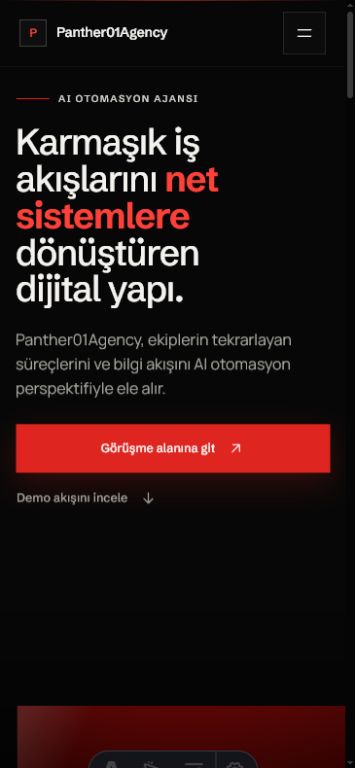 P
Panther01Agency
AI OTOMASYON AJANSI
Karmaşık iş
akışlarını net
sistemlere
dönüştüren
dijital yapı.
Panther01Agency, ekiplerin tekrarlayan
süreçlerini ve bilgi akışını AI otomasyon
perspektifiyle ele alır.
Görüşme alanına git
Demo akışını incele